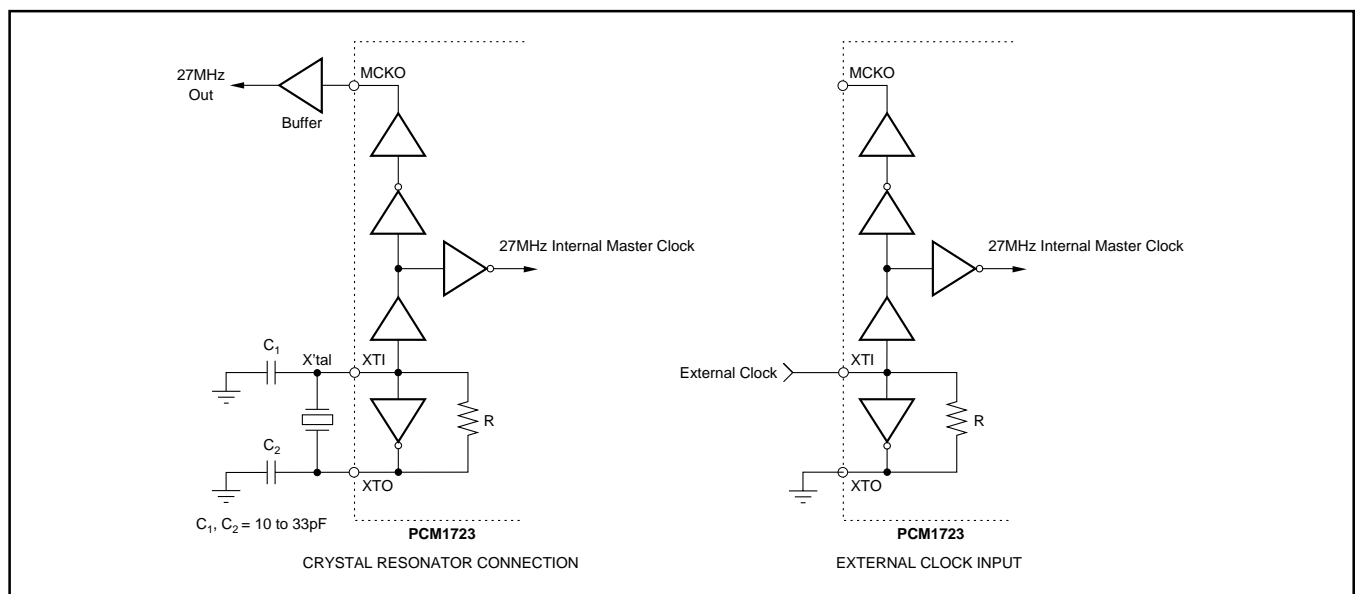 MCKO
27MHz
Out
Buffer
27MHz Internal Master Clock
C₁
X'tal
XTI
R
C₂
XTO
C₁, C₂ = 10 to 33pF
PCM1723
CRYSTAL RESONATOR CONNECTION
MCKO
27MHz Internal Master Clock
XTI
External Clock
R
XTO
PCM1723
EXTERNAL CLOCK INPUT